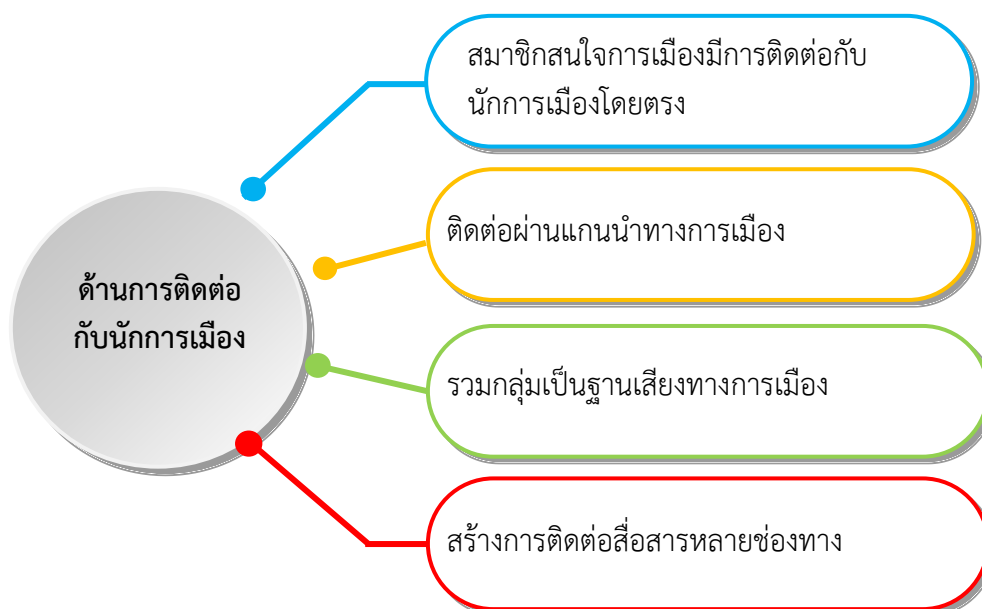 สมาชิกสนใจการเมืองมีการติดต่อกับ
นักการเมืองโดยตรง
ติดต่อผ่านแกนนำทางการเมือง
ด้านการติดต่อ
กับนักการเมือง
รวมกลุ่มเป็นฐานเสียงทางการเมือง
สร้างการติดต่อสื่อสารหลายช่องทาง